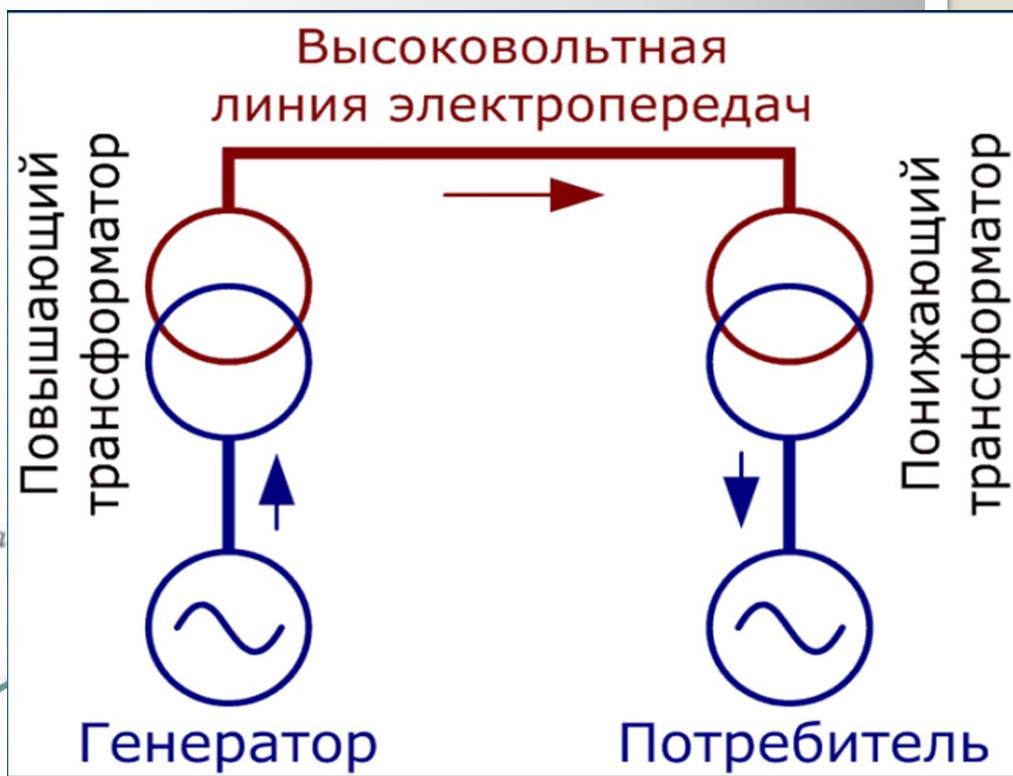 Высоковольтная
линия электропередач
Повышающий
трансформатор
Понижающий
трансформатор
Генератор
Потребитель